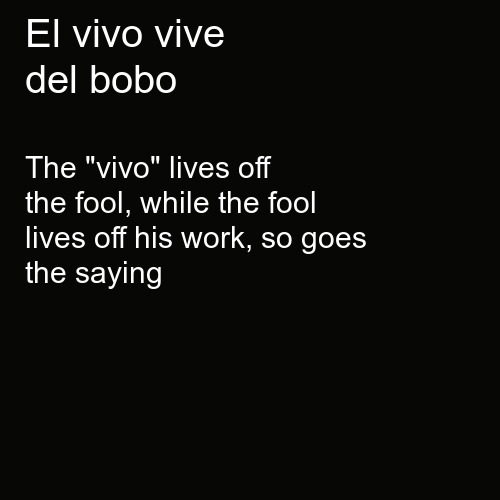 El vivo vive
del bobo
The "vivo" lives off
the fool, while the fool
lives off his work, so goes
the saying